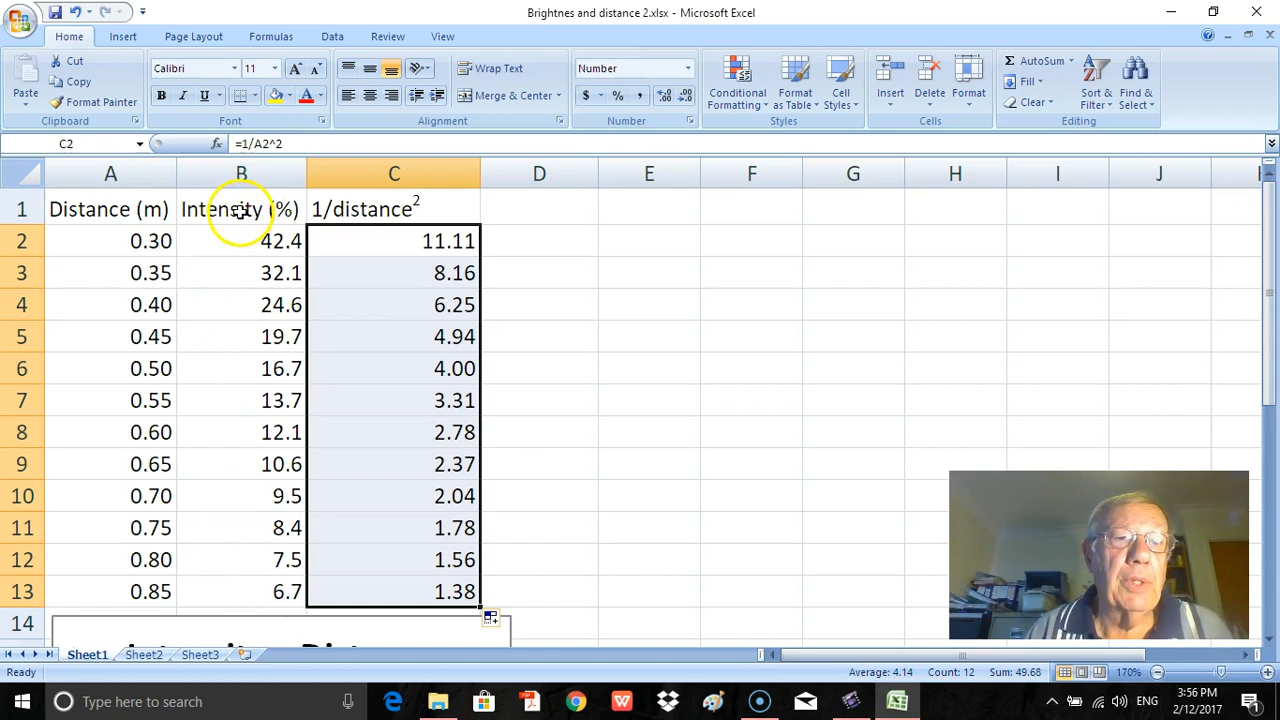 Brightnes and distance 2.xlsx - Microsoft Excel
Home Insert Page Layout Formulas Data Review View
Paste Cut Copy Format Painter Clipboard
Calibri 11 B I U A A A Font
Wrap Text Merge & Center Alignment
Number $ % , Number
Conditional Formatting Format as Table Cell Styles Styles
Insert Delete Format Cells
Σ AutoSum Fill Clear Sort & Filter Find & Select Editing
C2 fx =1/A2^2
A B C D E F G H I J
1 Distance (m) Intensity (%) 1/distance²
2 0.30 42.4 11.11
3 0.35 32.1 8.16
4 0.40 24.6 6.25
5 0.45 19.7 4.94
6 0.50 16.7 4.00
7 0.55 13.7 3.31
8 0.60 12.1 2.78
9 0.65 10.6 2.37
10 0.70 9.5 2.04
11 0.75 8.4 1.78
12 0.80 7.5 1.56
13 0.85 6.7 1.38
14
Sheet1 Sheet2 Sheet3
Ready Average: 4.14 Count: 12 Sum: 49.68 170%
Type here to search ENG 3:56 PM
2/12/2017